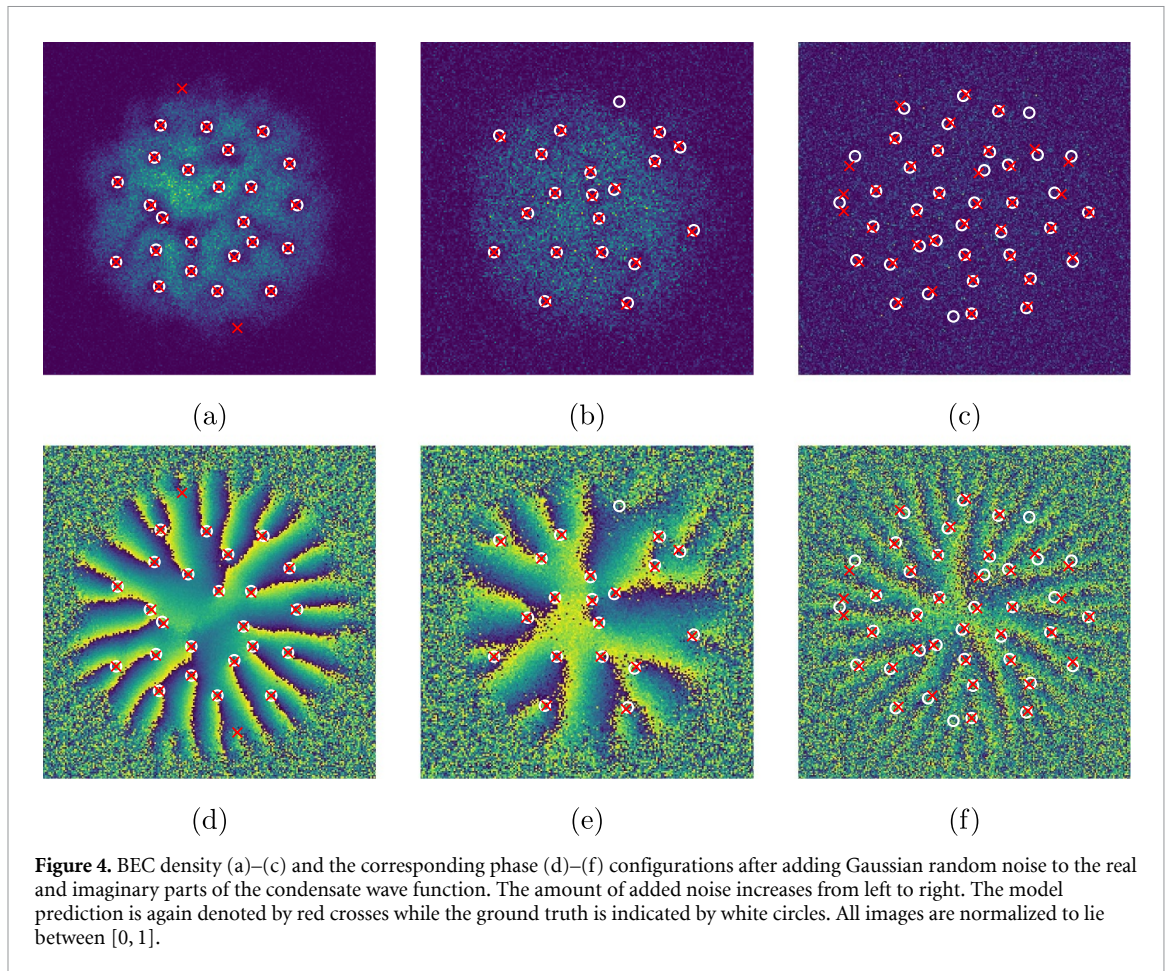 (a)
(b)
(c)
(d)
(e)
(f)
Figure 4. BEC density (a)–(c) and the corresponding phase (d)–(f) configurations after adding Gaussian random noise to the real
and imaginary parts of the condensate wave function. The amount of added noise increases from left to right. The model
prediction is again denoted by red crosses while the ground truth is indicated by white circles. All images are normalized to lie
between [0, 1].